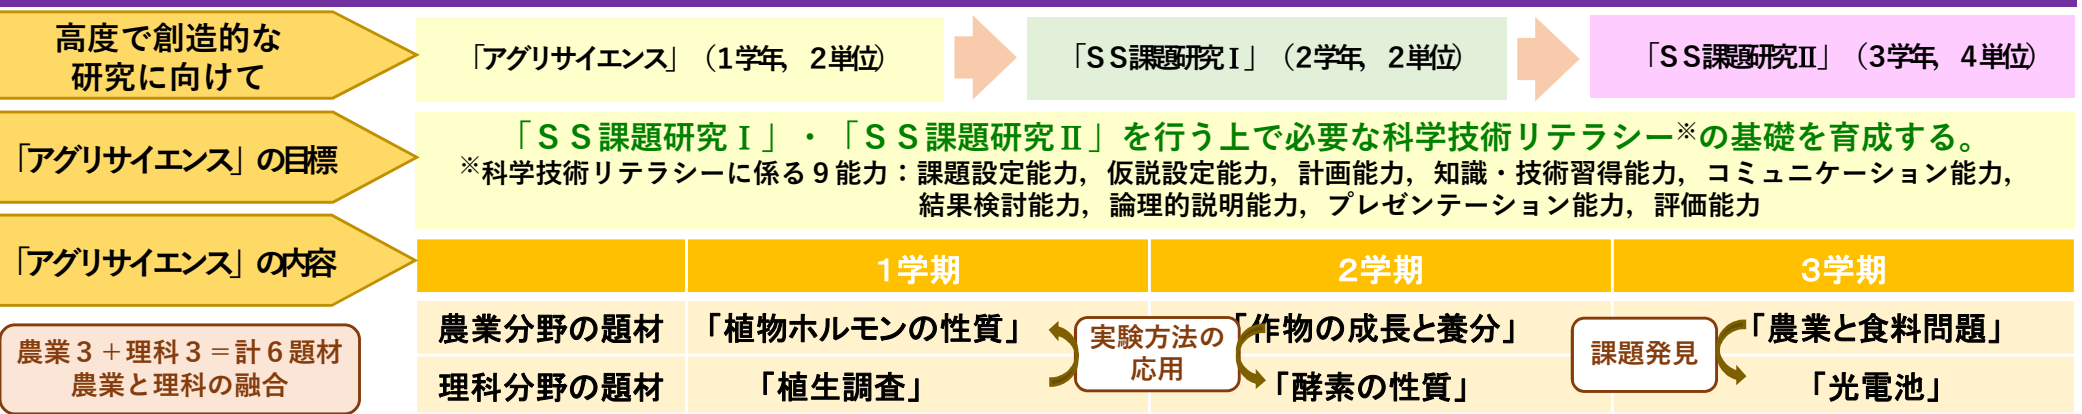 高度で創造的な
研究に向けて
「アグリサイエンス」（1学年，2単位）
「ＳＳ課題研究Ⅰ」（2学年，2単位）
「ＳＳ課題研究Ⅱ」（3学年，4単位）
「アグリサイエンス」の目標
「ＳＳ課題研究Ⅰ」・「ＳＳ課題研究Ⅱ」を行う上で必要な科学技術リテラシー※の基礎を育成する。
※科学技術リテラシーに係る９能力：課題設定能力，仮説設定能力，計画能力，知識・技術習得能力，コミュニケーション能力，
結果検討能力，論理的説明能力，プレゼンテーション能力，評価能力
「アグリサイエンス」の内容
1学期
2学期
3学期
農業３＋理科３＝計６題材
農業と理科の融合
農業分野の題材
「植物ホルモンの性質」
「作物の成長と養分」
「農業と食料問題」
実験方法の
応用
課題発見
理科分野の題材
「植生調査」
「酵素の性質」
「光電池」